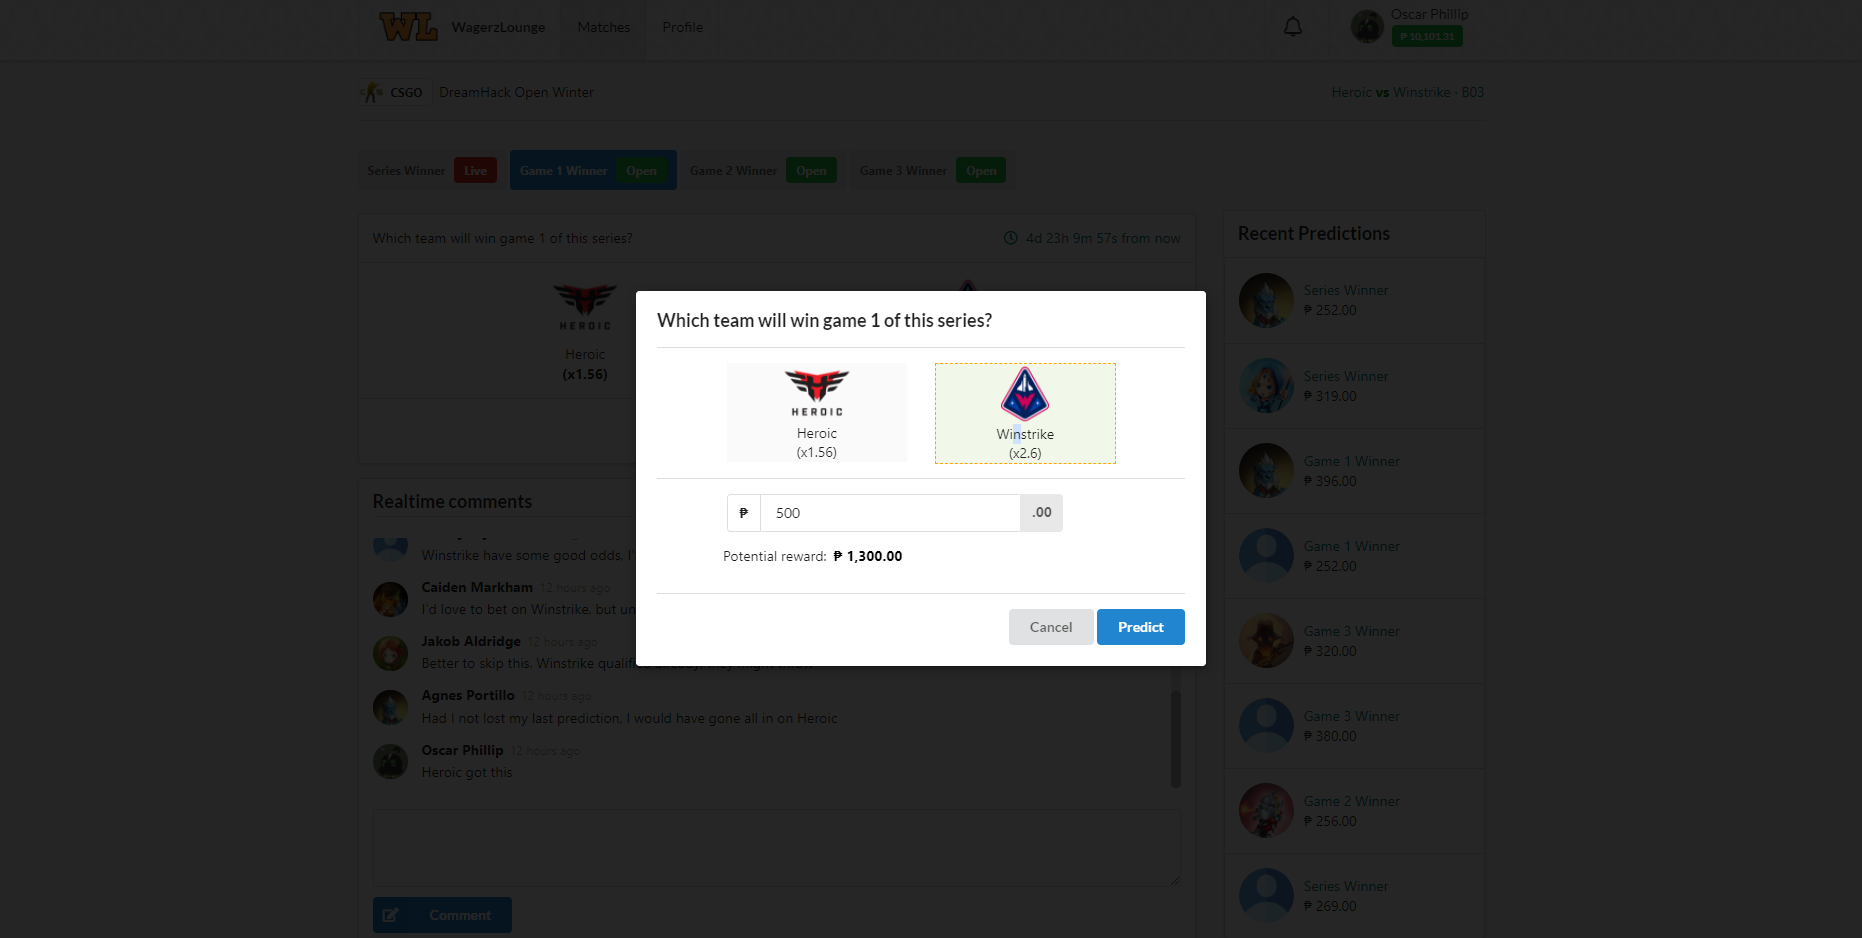 WL WagerzLounge Matches Profile
Oscar Phillip
₱ 10,101.31
CSGO DreamHack Open Winter
Heroic vs Winstrike · BO3
Series Winner Live Game 1 Winner Open Game 2 Winner Open Game 3 Winner Open
Which team will win game 1 of this series?
4d 23h 9m 57s from now
HEROIC
Heroic
(x1.56)
Which team will win game 1 of this series?
HEROIC
Heroic
(x1.56)
Winstrike
(x2.6)
₱ 500 .00
Potential reward: ₱ 1,300.00
Cancel Predict
Realtime comments
Winstrike have some good odds.
Caiden Markham 12 hours ago
I'd love to bet on Winstrike, but un
Jakob Aldridge 12 hours ago
Better to skip this. Winstrike
Agnes Portillo 12 hours ago
Had I not lost my last prediction, I would have gone all in on Heroic
Oscar Phillip 12 hours ago
Heroic got this
Comment
Recent Predictions
Series Winner
₱ 252.00
Series Winner
₱ 319.00
Game 1 Winner
₱ 396.00
Game 1 Winner
₱ 252.00
Game 3 Winner
₱ 320.00
Game 3 Winner
₱ 380.00
Game 2 Winner
₱ 256.00
Series Winner
₱ 269.00